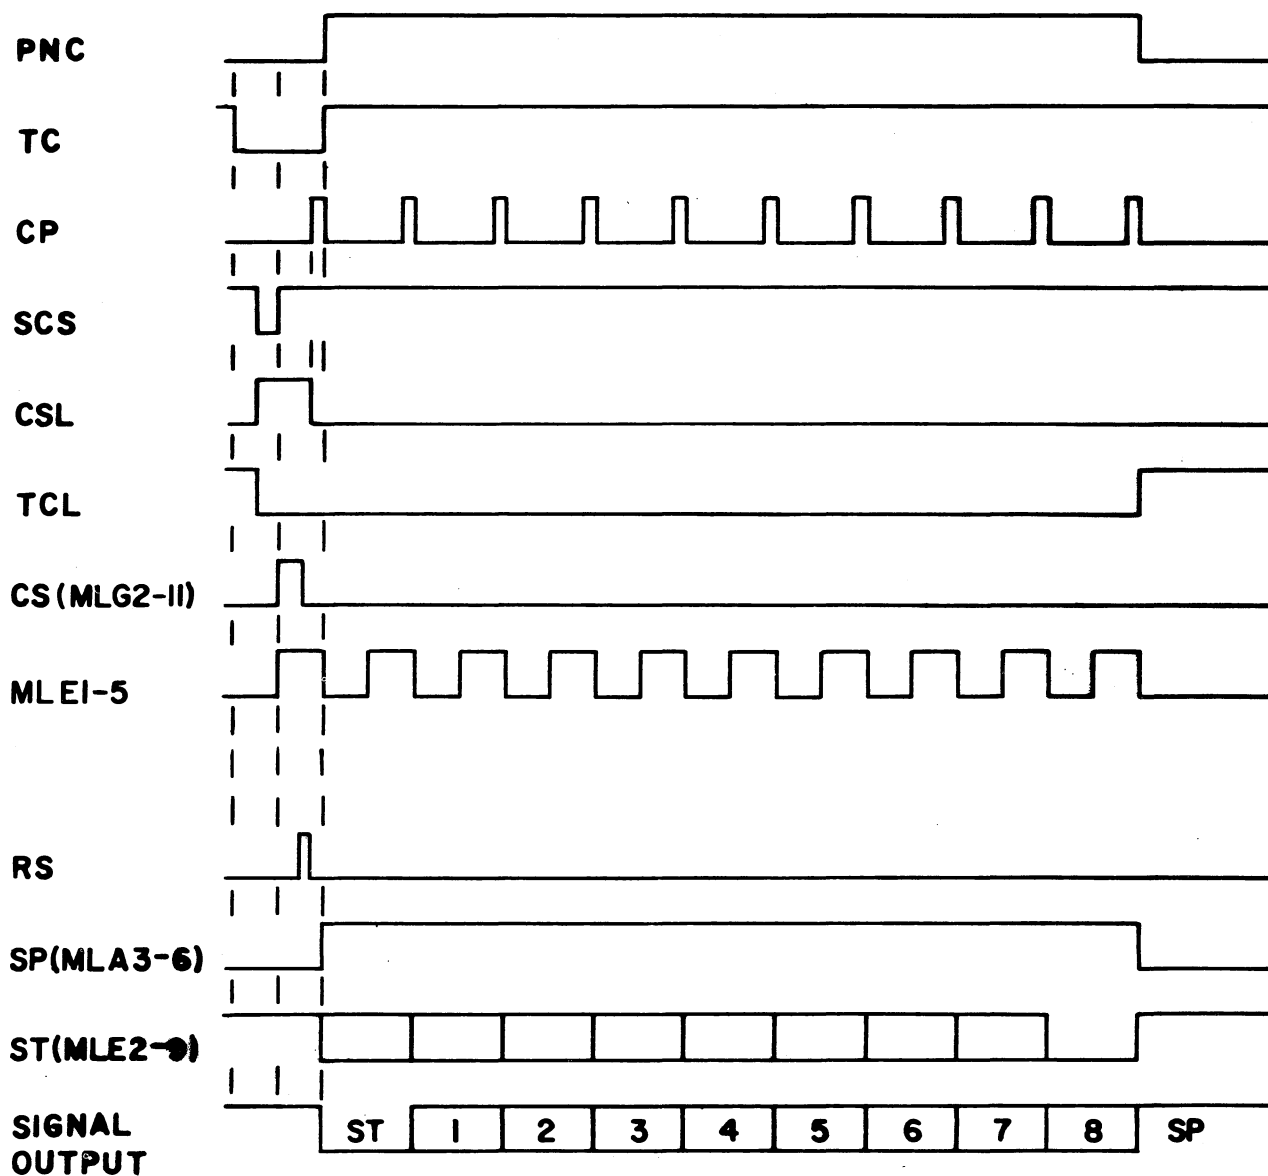 PNC
TC
CP
SCS
CSL
TCL
CS(MLG2-11)
MLE1-5
RS
SP(MLA3-6)
ST(MLE2-
SIGNAL
OUTPUT
ST 1 2 3 4 5 6 7 8 SP